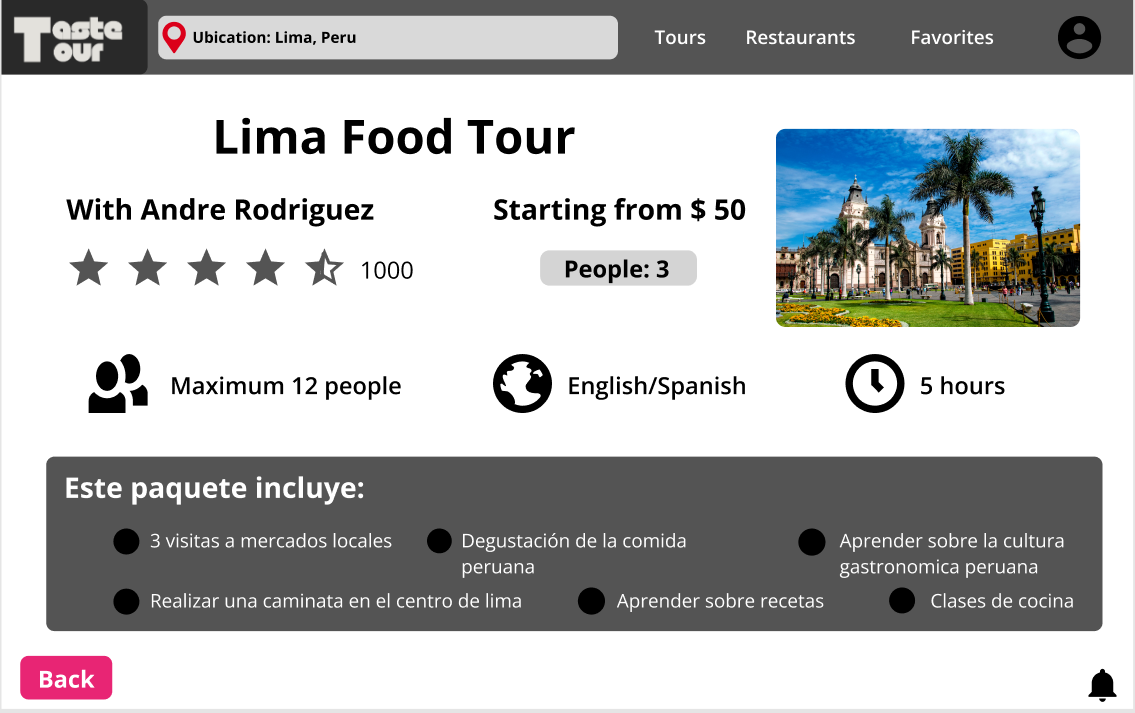 Taste
Tour
Ubication: Lima, Peru
Tours
Restaurants
Favorites
Lima Food Tour
With Andre Rodriguez
Starting from $ 50
1000
People: 3
Maximum 12 people
English/Spanish
5 hours
Este paquete incluye:
3 visitas a mercados locales
Degustación de la comida
peruana
Aprender sobre la cultura
gastronomica peruana
Realizar una caminata en el centro de lima
Aprender sobre recetas
Clases de cocina
Back